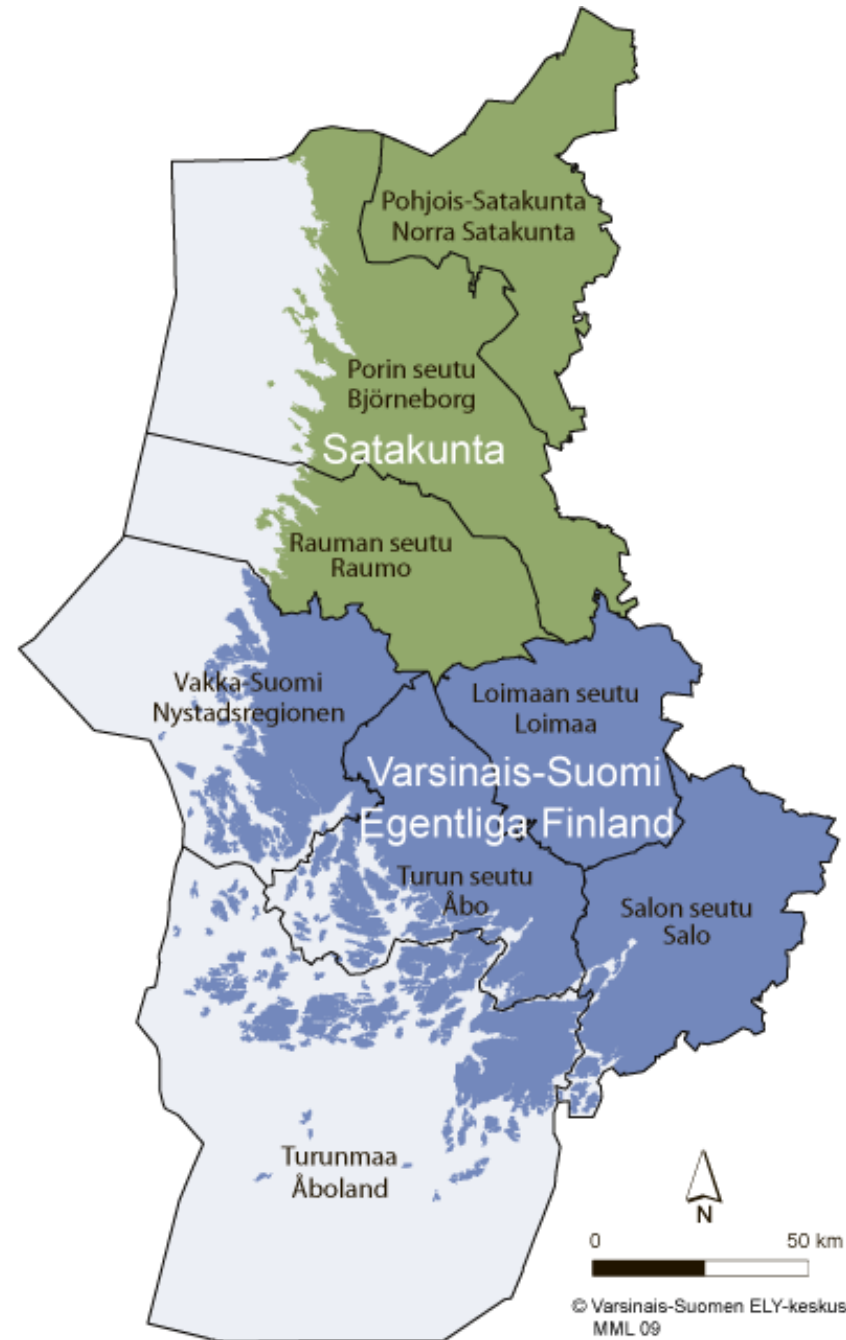 Pohjois-Satakunta
Norra Satakunta
Porin seutu
Björneborg
Satakunta
Rauman seutu
Raumo
Vakka-Suomi
Nystadsregionen
Loimaan seutu
Loimaa
Varsinais-Suomi
Egentliga Finland
Turun seutu
Åbo
Salon seutu
Salo
Turunmaa
Åboland
N
0 50 km
© Varsinais-Suomen ELY-keskus
MML 09